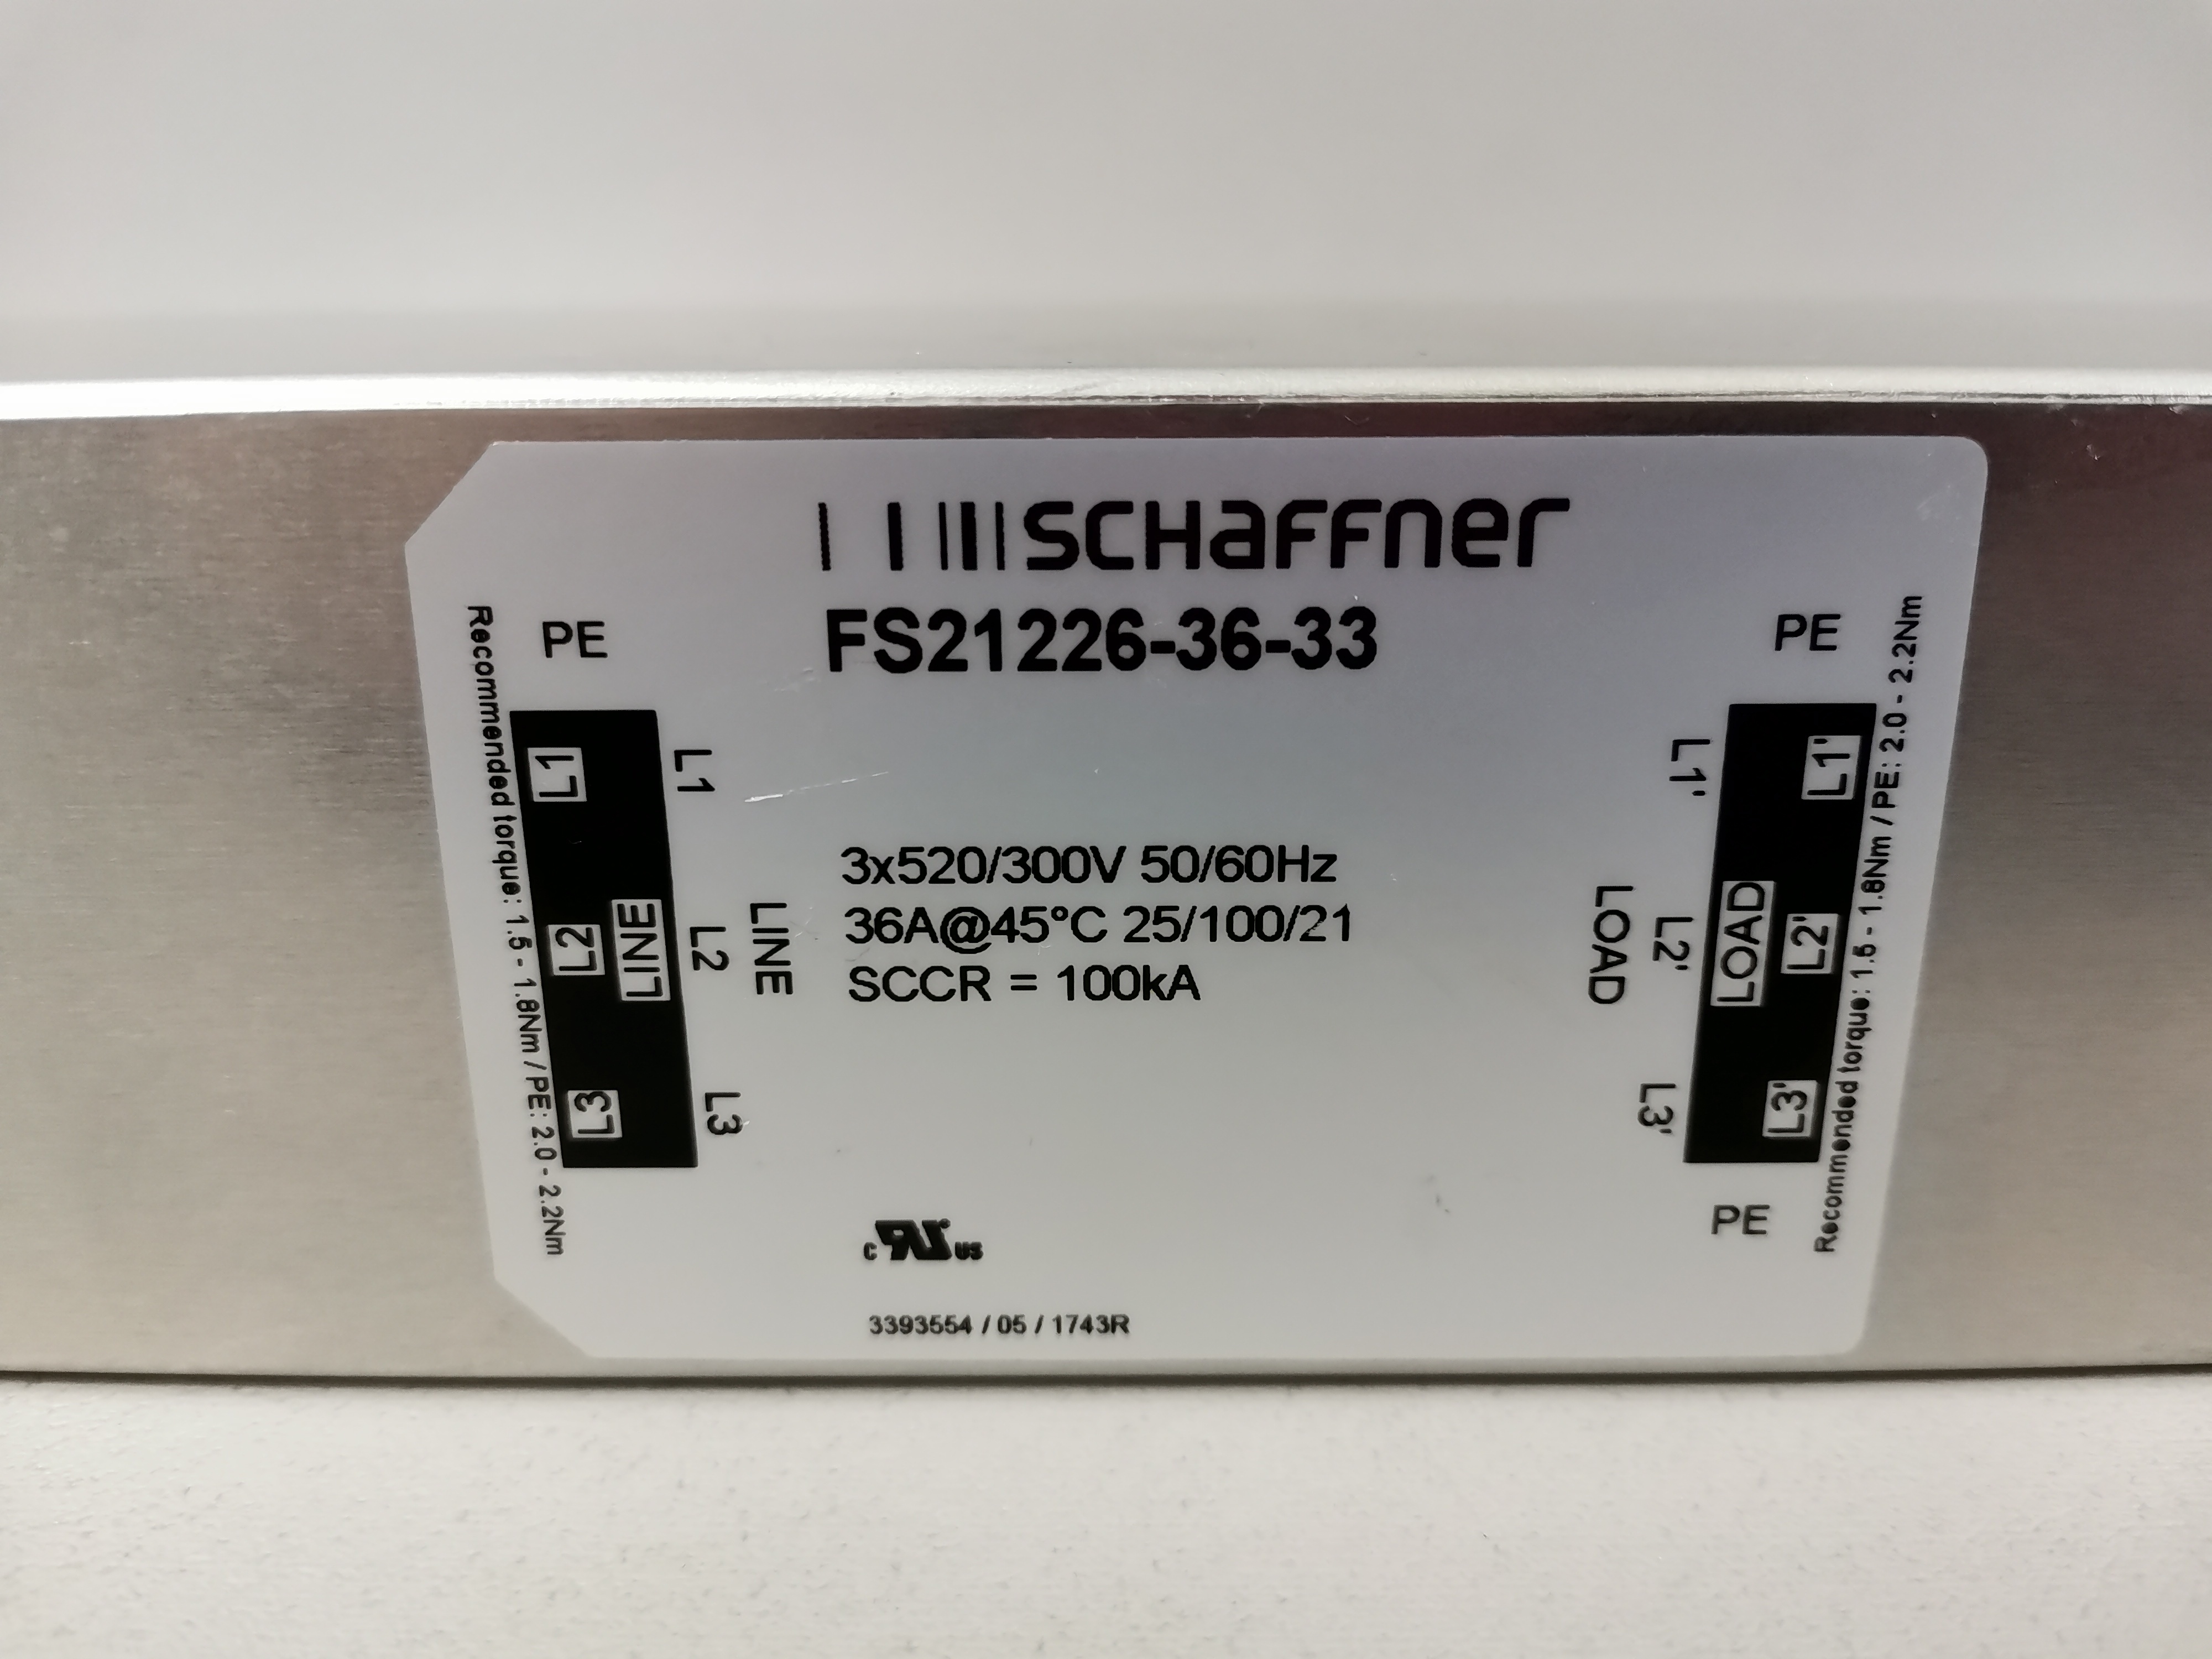 SCHAFFNER
FS21226-36-33
PE
Recommended torque: 1.5 - 1.8Nm / PE: 2.0 - 2.2Nm
L1
L2
L3
LINE
L1
L2
L3
LINE
3x520/300V 50/60Hz
36A@45°C 25/100/21
SCCR = 100kA
PE
L1'
L2'
L3'
LOAD
L1'
L2'
L3'
LOAD
Recommended torque: 1.5 - 1.8Nm / PE: 2.0 - 2.2Nm
PE
c RU us
3393554 / 05 / 1743R